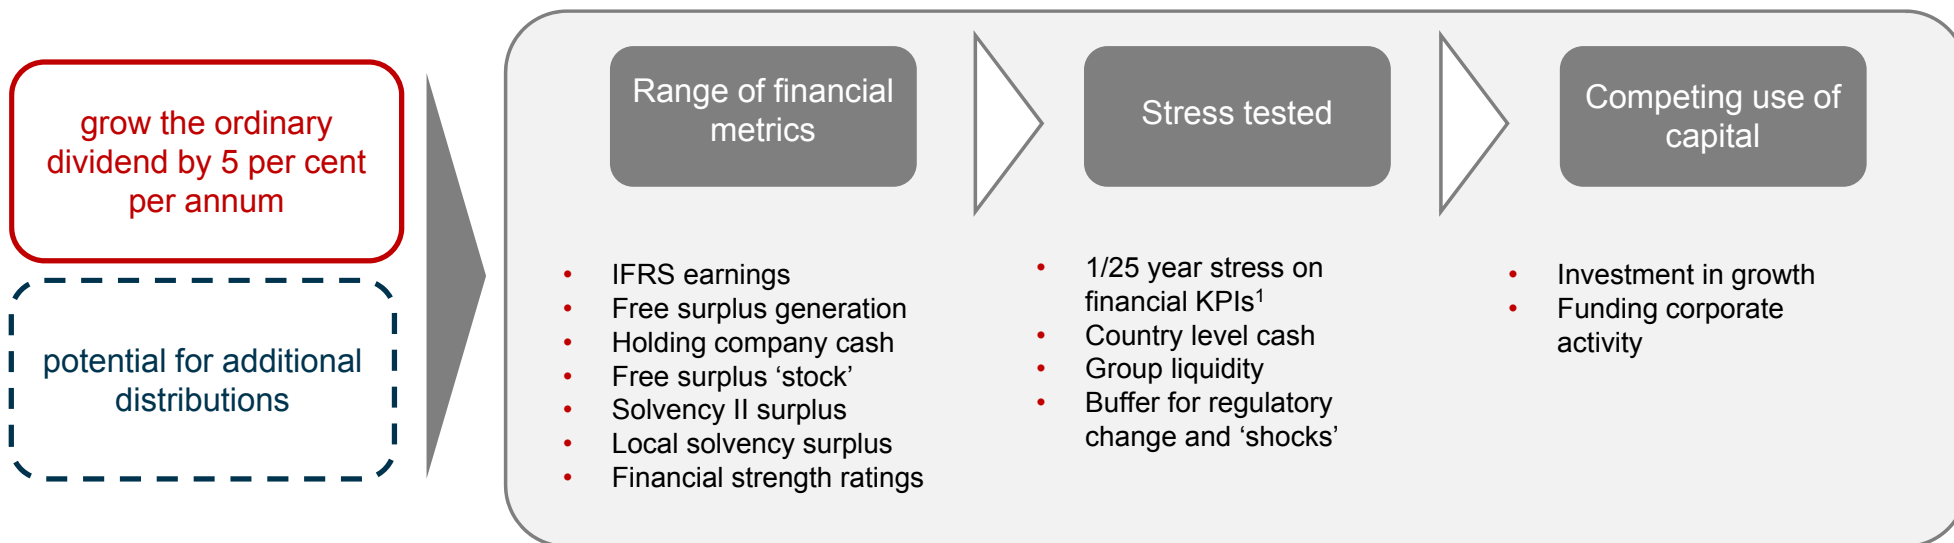 grow the ordinary
dividend by 5 per cent
per annum
potential for additional
distributions
Range of financial
metrics
• IFRS earnings
• Free surplus generation
• Holding company cash
• Free surplus ‘stock’
• Solvency II surplus
• Local solvency surplus
• Financial strength ratings
Stress tested
• 1/25 year stress on
financial KPIs¹
• Country level cash
• Group liquidity
• Buffer for regulatory
change and ‘shocks’
Competing use of
capital
• Investment in growth
• Funding corporate
activity